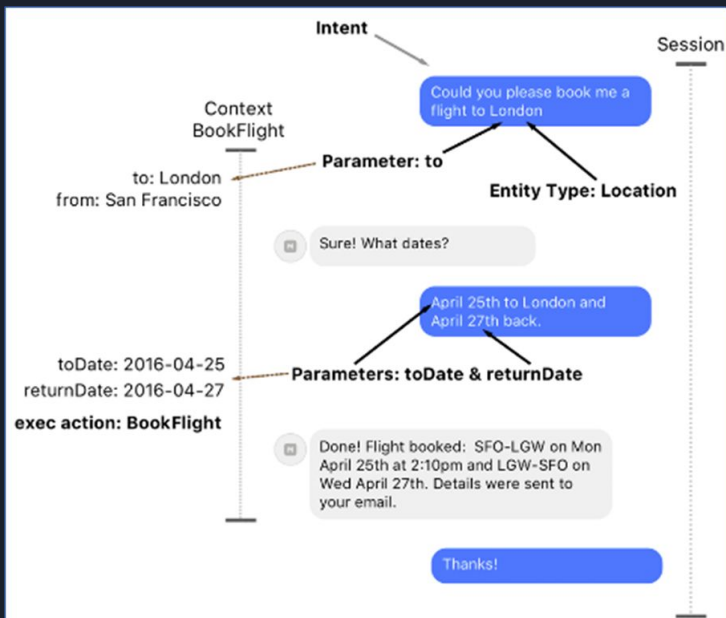 Intent
Session
Could you please book me a
flight to London
Context
BookFlight
Parameter: to
to: London
from: San Francisco
Entity Type: Location
Sure! What dates?
April 25th to London and
April 27th back.
toDate: 2016-04-25
returnDate: 2016-04-27
Parameters: toDate & returnDate
exec action: BookFlight
Done! Flight booked: SFO-LGW on Mon
April 25th at 2:10pm and LGW-SFO on
Wed April 27th. Details were sent to
your email.
Thanks!